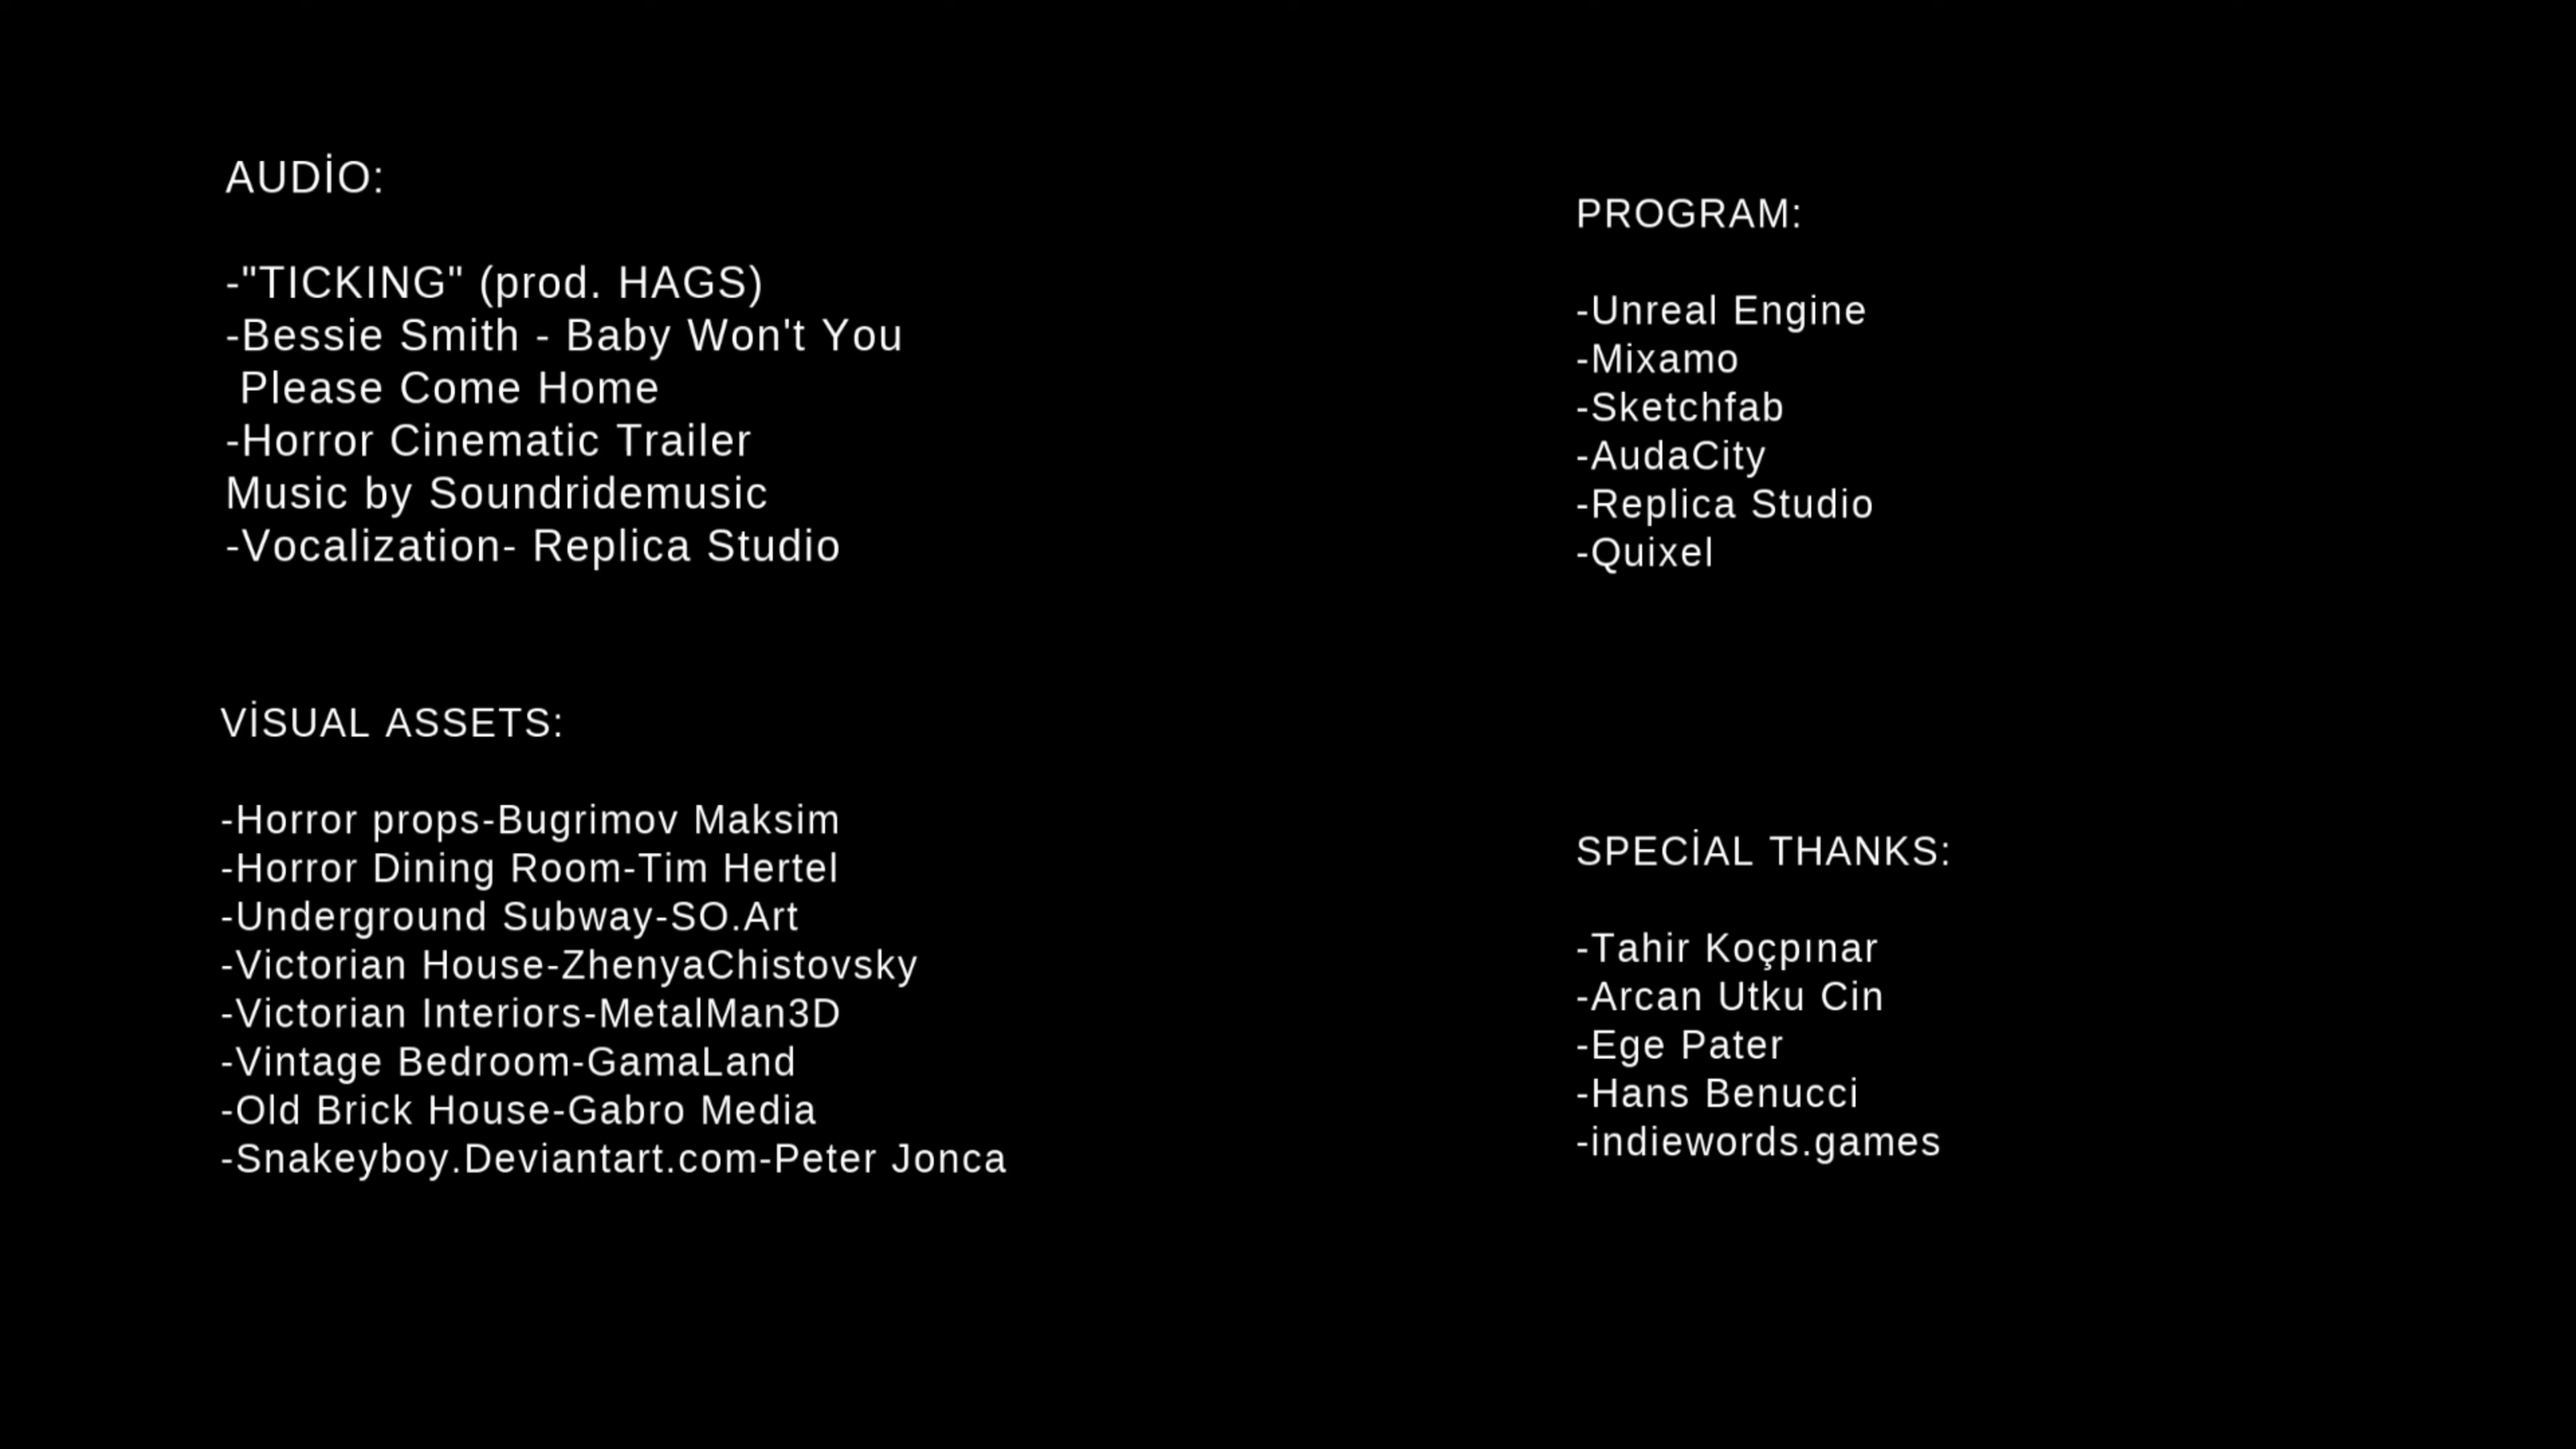 AUDİO:
-"TICKING" (prod. HAGS)
-Bessie Smith - Baby Won't You
Please Come Home
-Horror Cinematic Trailer
Music by Soundridemusic
-Vocalization- Replica Studio
VİSUAL ASSETS:
-Horror props-Bugrimov Maksim
-Horror Dining Room-Tim Hertel
-Underground Subway-SO.Art
-Victorian House-ZhenyaChistovsky
-Victorian Interiors-MetalMan3D
-Vintage Bedroom-GamaLand
-Old Brick House-Gabro Media
-Snakeyboy.Deviantart.com-Peter Jonca
PROGRAM:
-Unreal Engine
-Mixamo
-Sketchfab
-AudaCity
-Replica Studio
-Quixel
SPECİAL THANKS:
-Tahir Koçpınar
-Arcan Utku Cin
-Ege Pater
-Hans Benucci
-indiewords.games